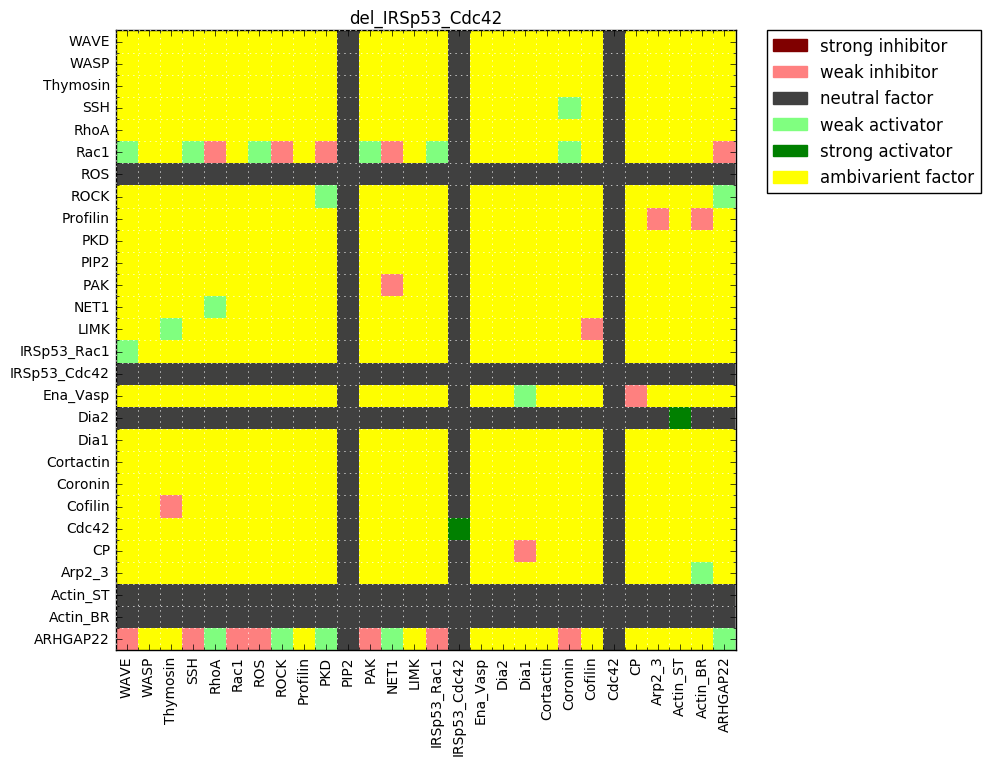 del_IRSp53_Cdc42
WAVE
WASP
Thymosin
SSH
RhoA
Rac1
ROS
ROCK
Profilin
PKD
PIP2
PAK
NET1
LIMK
IRSp53_Rac1
IRSp53_Cdc42
Ena_Vasp
Dia2
Dia1
Cortactin
Coronin
Cofilin
Cdc42
CP
Arp2_3
Actin_ST
Actin_BR
ARHGAP22
WAVE
WASP
Thymosin
SSH
RhoA
Rac1
ROS
ROCK
Profilin
PKD
PIP2
PAK
NET1
LIMK
IRSp53_Rac1
IRSp53_Cdc42
Ena_Vasp
Dia2
Dia1
Cortactin
Coronin
Cofilin
Cdc42
CP
Arp2_3
Actin_ST
Actin_BR
ARHGAP22
strong inhibitor
weak inhibitor
neutral factor
weak activator
strong activator
ambivarient factor